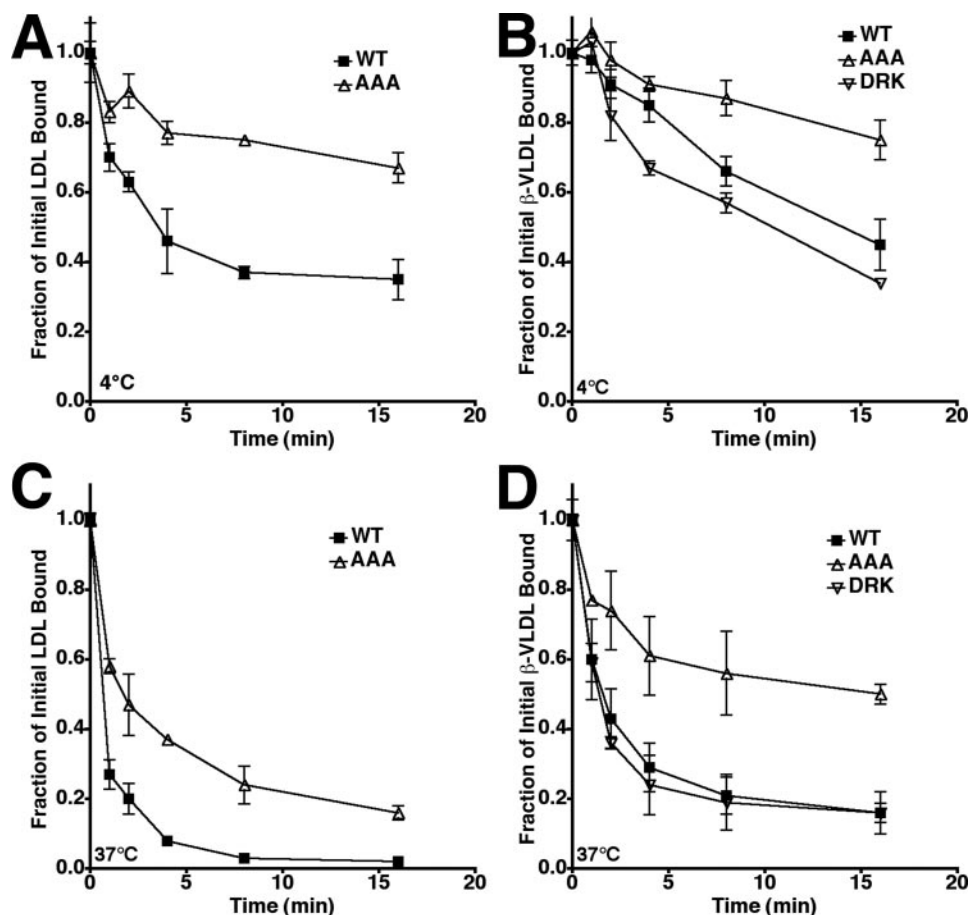 A
Fraction of Initial LDL Bound
1.0
0.8
0.6
0.4
0.2
0.0
WT
AAA
4°C
0 5 10 15 20
Time (min)
B
Fraction of Initial β-VLDL Bound
1.0
0.8
0.6
0.4
0.2
0.0
WT
AAA
DRK
4°C
0 5 10 15 20
Time (min)
C
Fraction of Initial LDL Bound
1.0
0.8
0.6
0.4
0.2
0.0
WT
AAA
37°C
0 5 10 15 20
Time (min)
D
Fraction of Initial β-VLDL Bound
1.0
0.8
0.6
0.4
0.2
0.0
WT
AAA
DRK
37°C
0 5 10 15 20
Time (min)